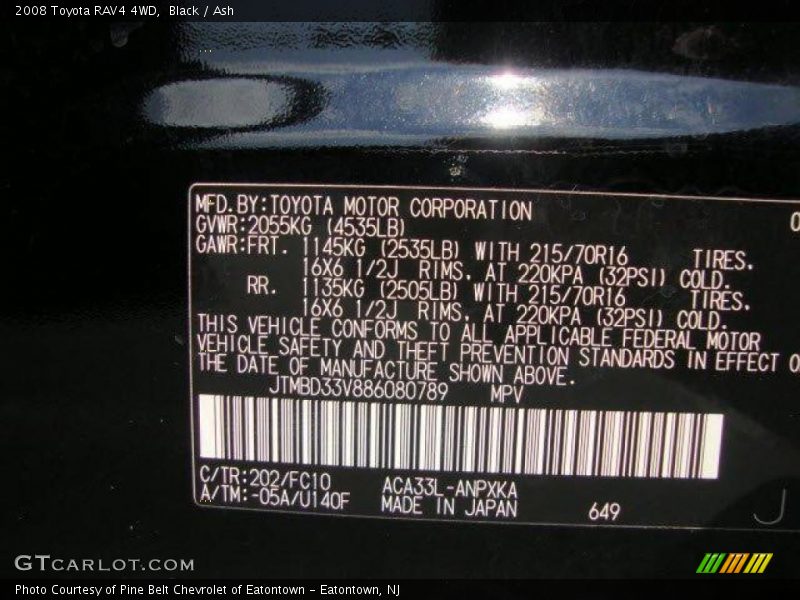 2008 Toyota RAV4 4WD, Black / Ash
MFD.BY:TOYOTA MOTOR CORPORATION
GVWR:2055KG (4535LB)
GAWR:FRT. 1145KG (2535LB) WITH 215/70R16 TIRES.
16X6 1/2J RIMS. AT 220KPA (32PSI) COLD.
RR. 1135KG (2505LB) WITH 215/70R16 TIRES.
16X6 1/2J RIMS. AT 220KPA (32PSI) COLD.
THIS VEHICLE CONFORMS TO ALL APPLICABLE FEDERAL MOTOR
VEHICLE SAFETY AND THEFT PREVENTION STANDARDS IN EFFECT
THE DATE OF MANUFACTURE SHOWN ABOVE.
JTMBD33V886080789 MPV
C/TR:202/FC10 ACA33L-ANPXKA
A/TM:-05A/U140F MADE IN JAPAN 649
J
GTCARLOT.COM
Photo Courtesy of Pine Belt Chevrolet of Eatontown - Eatontown, NJ